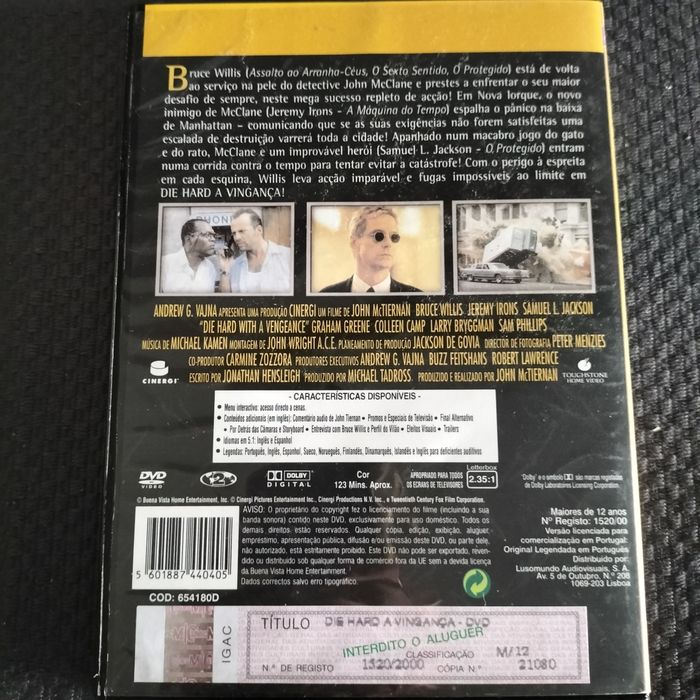 Bruce Willis (Assalto ao Arranha-Céus, O Sexto Sentido, O Protegido) está de volta
ao serviço na pele do detective John McClane e prestes a enfrentar o seu maior
desafio de sempre, neste mega sucesso repleto de acção! Em Nova Iorque, o novo
inimigo de McClane (Jeremy Irons - A Máquina do Tempo) espalha o pânico na baixa
de Manhattan - comunicando que se as suas exigências não forem satisfeitas uma
escalada de destruição varrerá toda a cidade! Apanhado num macabro jogo do gato
e do rato, McClane e um improvável herói (Samuel L. Jackson - O Protegido) entram
numa corrida contra o tempo para tentar evitar a catástrofe! Com o perigo à espreita
em cada esquina, Willis leva acção imparável e fugas impossíveis ao limite em
DIE HARD A VINGANÇA!
PHONE
ANDREW G. VAJNA APRESENTA UMA PRODUÇÃO CINERGI UM FILME DE JOHN McTIERNAN BRUCE WILLIS JEREMY IRONS SAMUEL L. JACKSON
"DIE HARD WITH A VENGEANCE" GRAHAM GREENE COLLEEN CAMP LARRY BRYGGMAN SAM PHILLIPS
MÚSICA DE MICHAEL KAMEN MONTAGEM DE JOHN WRIGHT A.C.E. PLANEAMENTO DE PRODUÇÃO JACKSON DE GOVIA DIRECTOR DE FOTOGRAFIA PETER MENZIES
CO-PRODUTOR CARMINE ZOZZORA PRODUTORES EXECUTIVOS ANDREW G. VAJNA BUZZ FEITSHANS ROBERT LAWRENCE
ESCRITO POR JONATHAN HENSLEIGH PRODUZIDO POR MICHAEL TADROSS PRODUZIDO E REALIZADO POR JOHN McTIERNAN
CINERGI
TOUCHSTONE
HOME VIDEO
- CARACTERÍSTICAS DISPONÍVEIS -
• Menu interactivo: acesso directo a cenas
• Conteúdos adicionais (em inglês): Comentário audio de John Tiernan • Promos e Especiais de Televisão • Final Alternativo
• Por Detrás das Câmaras e Storyboard • Entrevista com Bruce Willis e Perfil do Vilão • Efeitos Visuais • Trailers
• Idiomas em 5.1: Inglês e Espanhol
• Legendas: Português, Inglês, Espanhol, Sueco, Norueguês, Finlandês, Dinamarquês, Islandês e Inglês para deficientes auditivos
DVD
VIDEO
2
DOLBY
DIGITAL
Cor
123 Mins. Aprox.
APROPRIADO PARA TODOS
OS ECRANS DE TELEVISORES
Letterbox
2.35:1
'Dolby' e o símbolo são marcas registadas
de Dolby Laboratories Licensing Corporation.
© Buena Vista Home Entertainment, Inc. © Cinergi Pictures Entertainment Inc., Cinergi Productions N.V. Inc., e Twentieth Century Fox Film Corporation.
AVISO: O proprietário do copyright fez o licenciamento do filme (incluindo a sua
banda sonora) contido neste DVD, exclusivamente para uso doméstico. Todos os
demais direitos estão reservados. Qualquer cópia, edição, exibição, aluguer,
empréstimo, apresentação pública, difusão e/ou emissão deste DVD, ou parte dele,
não autorizado, está estritamente proibido. Este DVD não pode ser exportado, reven-
dido ou distribuído sob qualquer forma de comércio fora da UE sem a devida licença
da Buena Vista Home Entertainment.
Dados correctos salvo erro tipográfico.
Maiores de 12 anos
Nº Registo: 1520/00
Versão licenciada para
comercialização em Portugal:
Original Legendada em Português
Distribuído por:
Lusomundo Audiovisuais, S.A.
Av. 5 de Outubro, N.º 208
1069-203 Lisboa
5 601887 440405
COD: 654180D
IGAC
TÍTULO DIE HARD A VINGANÇA - DVD
INTERDITO O ALUGUER
CLASSIFICAÇÃO M/12
N.º DE REGISTO 1520/2000 CÓPIA N.º 21080